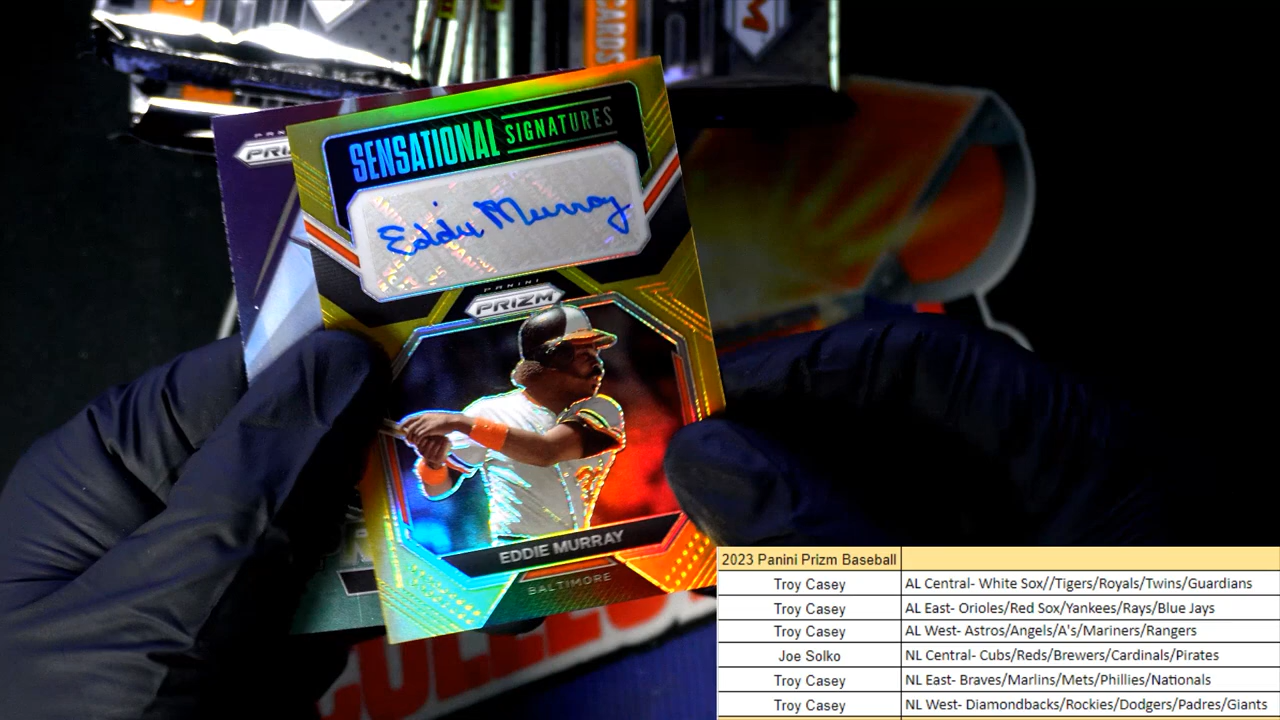 CARDS
PANINI
PRIZM
SENSATIONAL SIGNATURES
Eddie Murray
PANINI
PRIZM
EDDIE MURRAY
BALTIMORE
2023 Panini Prizm Baseball
Troy Casey AL Central- White Sox//Tigers/Royals/Twins/Guardians
Troy Casey AL East- Orioles/Red Sox/Yankees/Rays/Blue Jays
Troy Casey AL West- Astros/Angels/A's/Mariners/Rangers
Joe Solko NL Central- Cubs/Reds/Brewers/Cardinals/Pirates
Troy Casey NL East- Braves/Marlins/Mets/Phillies/Nationals
Troy Casey NL West- Diamondbacks/Rockies/Dodgers/Padres/Giants